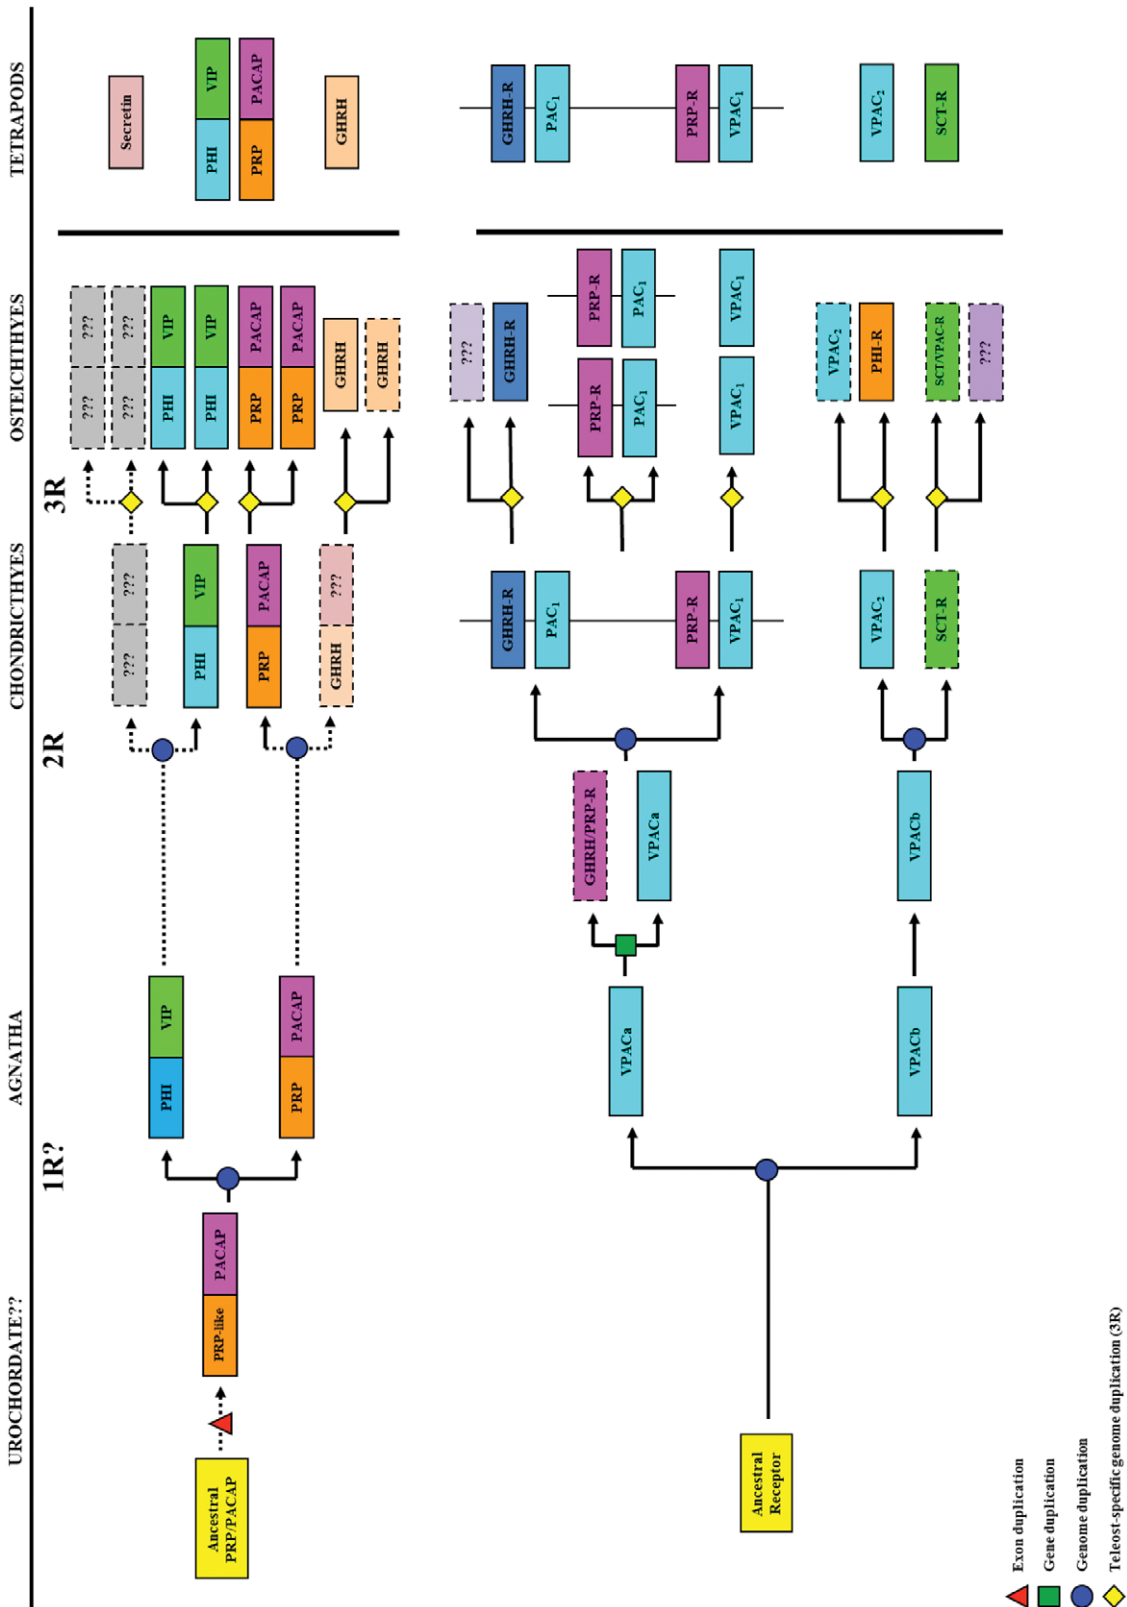 UROCHORDATE??
AGNATHA
CHONDRICTHYES
OSTEICHTHYES
TETRAPODS
1R?
2R
3R
??? ???
??? ???
??? ???
Secretin
PHI VIP
PHI VIP
PHI VIP
PHI VIP
PHI VIP
Ancestral
PRP/PACAP
PRP-like PACAP
PRP PACAP
PRP PACAP
PRP PACAP
PRP PACAP
PRP PACAP
GHRH ???
GHRH
GHRH
GHRH
???
GHRH-R
GHRH-R
PAC1
GHRH-R
PAC1
PRP-R
PAC1
PRP-R
PAC1
GHRH/PRP-R
VPACa
VPACa
PRP-R
VPAC1
VPAC1
VPAC1
PRP-R
VPAC1
Ancestral
Receptor
VPACb
VPACb
VPAC2
SCT-R
VPAC2
PHI-R
SCT/VPAC-R
???
VPAC2
SCT-R
Exon duplication
Gene duplication
Genome duplication
Teleost-specific genome duplication (3R)